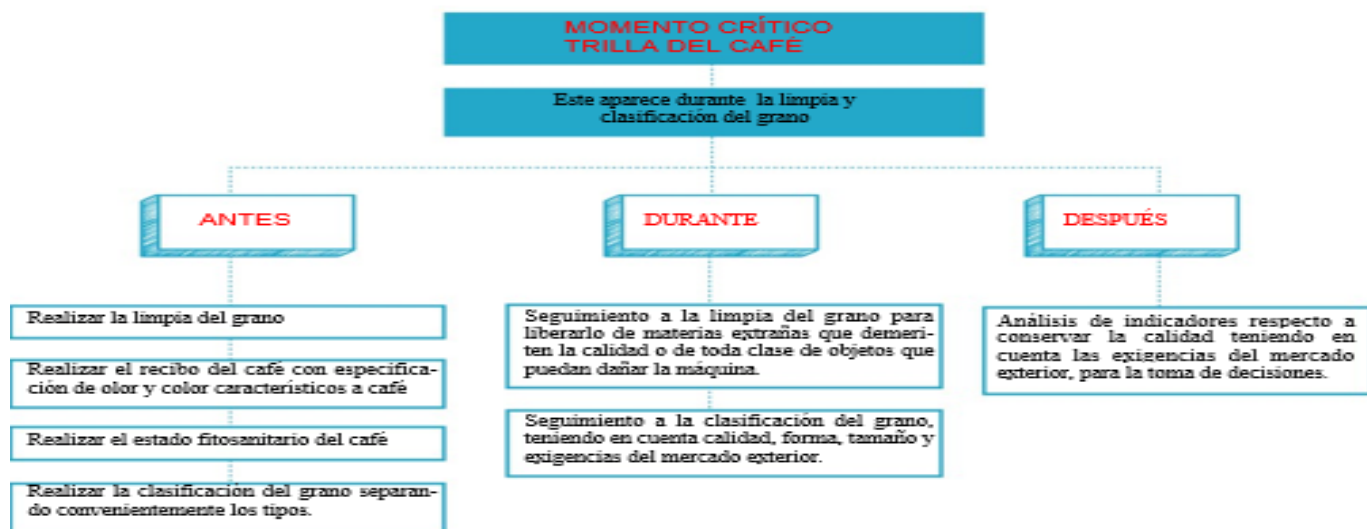 MOMENTO CRÍTICO
TRILLA DEL CAFÉ
Este aparece durante la limpia y
clasificación del grano
ANTES
Realizar la limpia del grano
Realizar el recibo del café con especifica-
ción de olor y color característicos a café
Realizar el estado fitosanitario del café
Realizar la clasificación del grano separan-
do convenientemente los tipos.
DURANTE
Seguimiento a la limpia del grano para
liberarlo de materias extrañas que demeri-
ten la calidad o de toda clase de objetos que
puedan dañar la máquina.
Seguimiento a la clasificación del grano,
teniendo en cuenta calidad, forma, tamaño y
exigencias del mercado exterior.
DESPUÉS
Análisis de indicadores respecto a
conservar la calidad teniendo en
cuenta las exigencias del mercado
exterior, para la toma de decisiones.